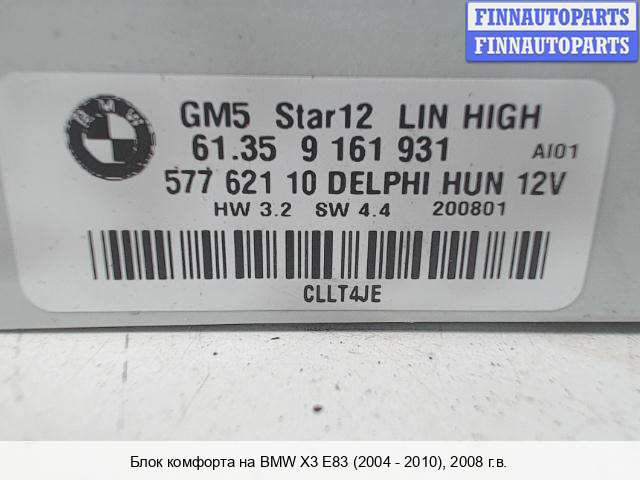 FINNAUTOPARTS
FINNAUTOPARTS
BMW
GM5 Star12 LIN HIGH
61.35 9 161 931 AI01
577 621 10 DELPHI HUN 12V
HW 3.2 SW 4.4 200801
CLLT4JE
Блок комфорта на BMW X3 E83 (2004 - 2010), 2008 г.в.